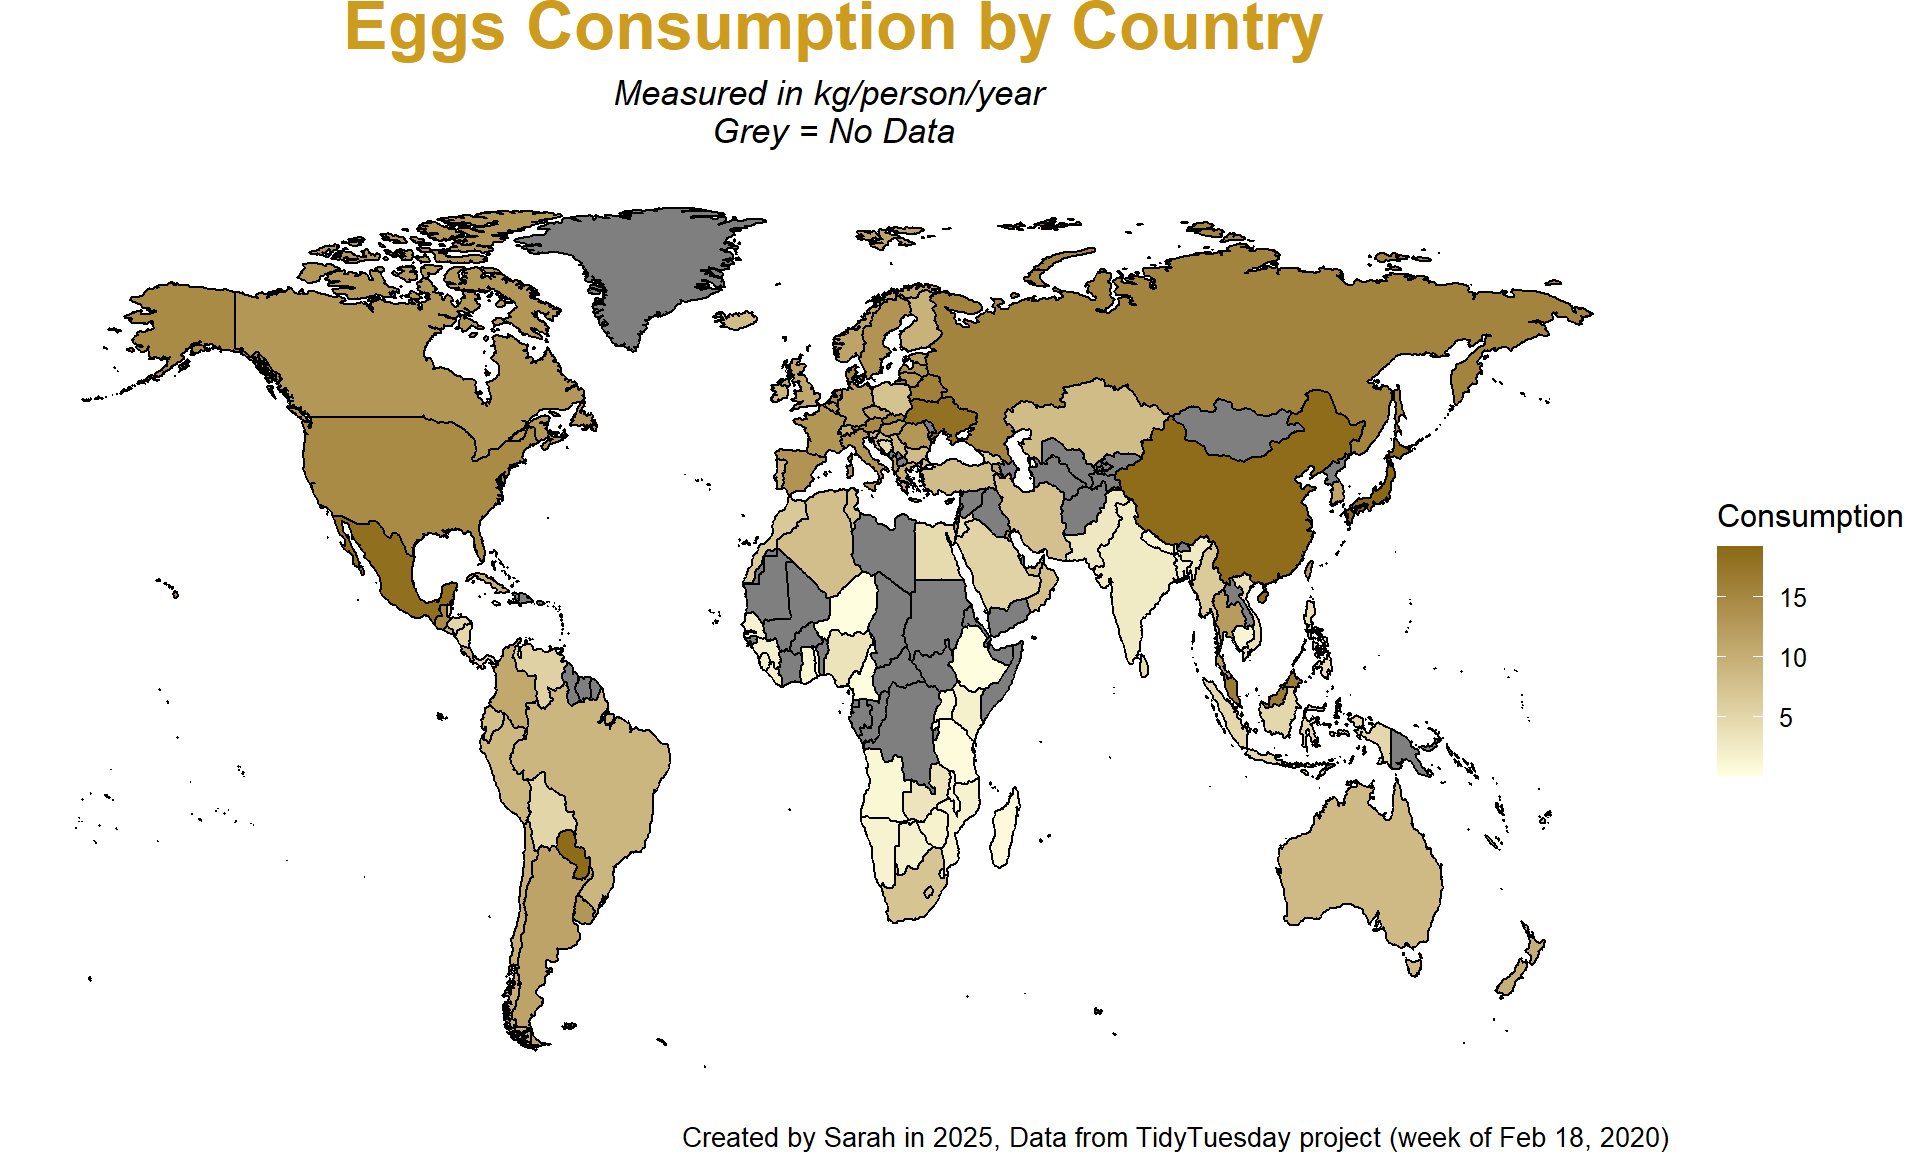 Eggs Consumption by Country
Measured in kg/person/year
Grey = No Data
Consumption
15
10
5
Created by Sarah in 2025, Data from TidyTuesday project (week of Feb 18, 2020)